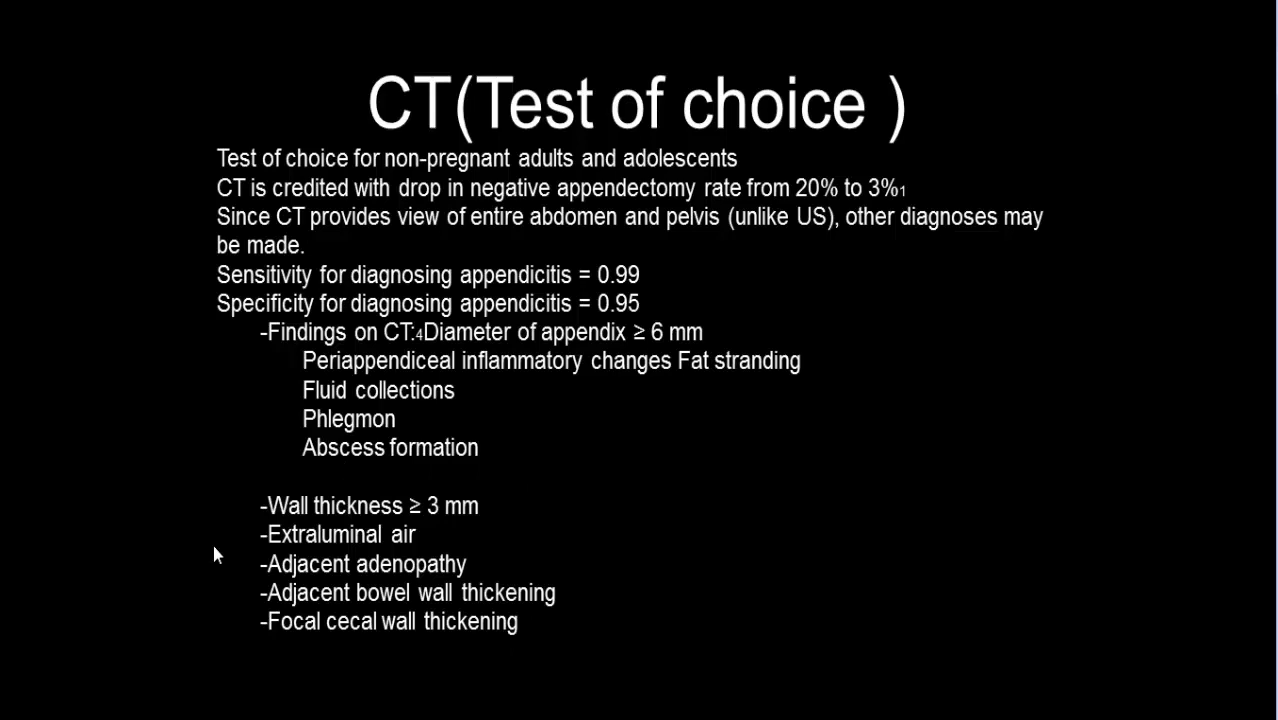 CT(Test of choice )
Test of choice for non-pregnant adults and adolescents
CT is credited with drop in negative appendectomy rate from 20% to 3%1
Since CT provides view of entire abdomen and pelvis (unlike US), other diagnoses may
be made.
Sensitivity for diagnosing appendicitis = 0.99
Specificity for diagnosing appendicitis = 0.95
-Findings on CT:4Diameter of appendix ≥ 6 mm
Periappendiceal inflammatory changes Fat stranding
Fluid collections
Phlegmon
Abscess formation
-Wall thickness ≥ 3 mm
-Extraluminal air
-Adjacent adenopathy
-Adjacent bowel wall thickening
-Focal cecal wall thickening